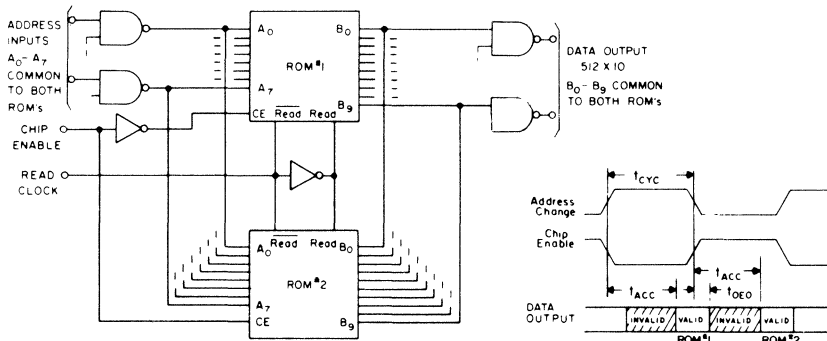 ADDRESS
INPUTS
A0- A7
COMMON
TO BOTH
ROM's
CHIP
ENABLE
READ
CLOCK
A0
B0
ROM#1
A7
B9
CE Read Read
DATA OUTPUT
512 X 10
B0- B9 COMMON
TO BOTH ROM's
Read Read
A0
B0
ROM#2
A7
CE
B9
tCYC
Address
Change
Chip
Enable
tACC
tACC
tOEO
DATA
OUTPUT
INVALID
VALID
INVALID
VALID
ROM#1
ROM#2